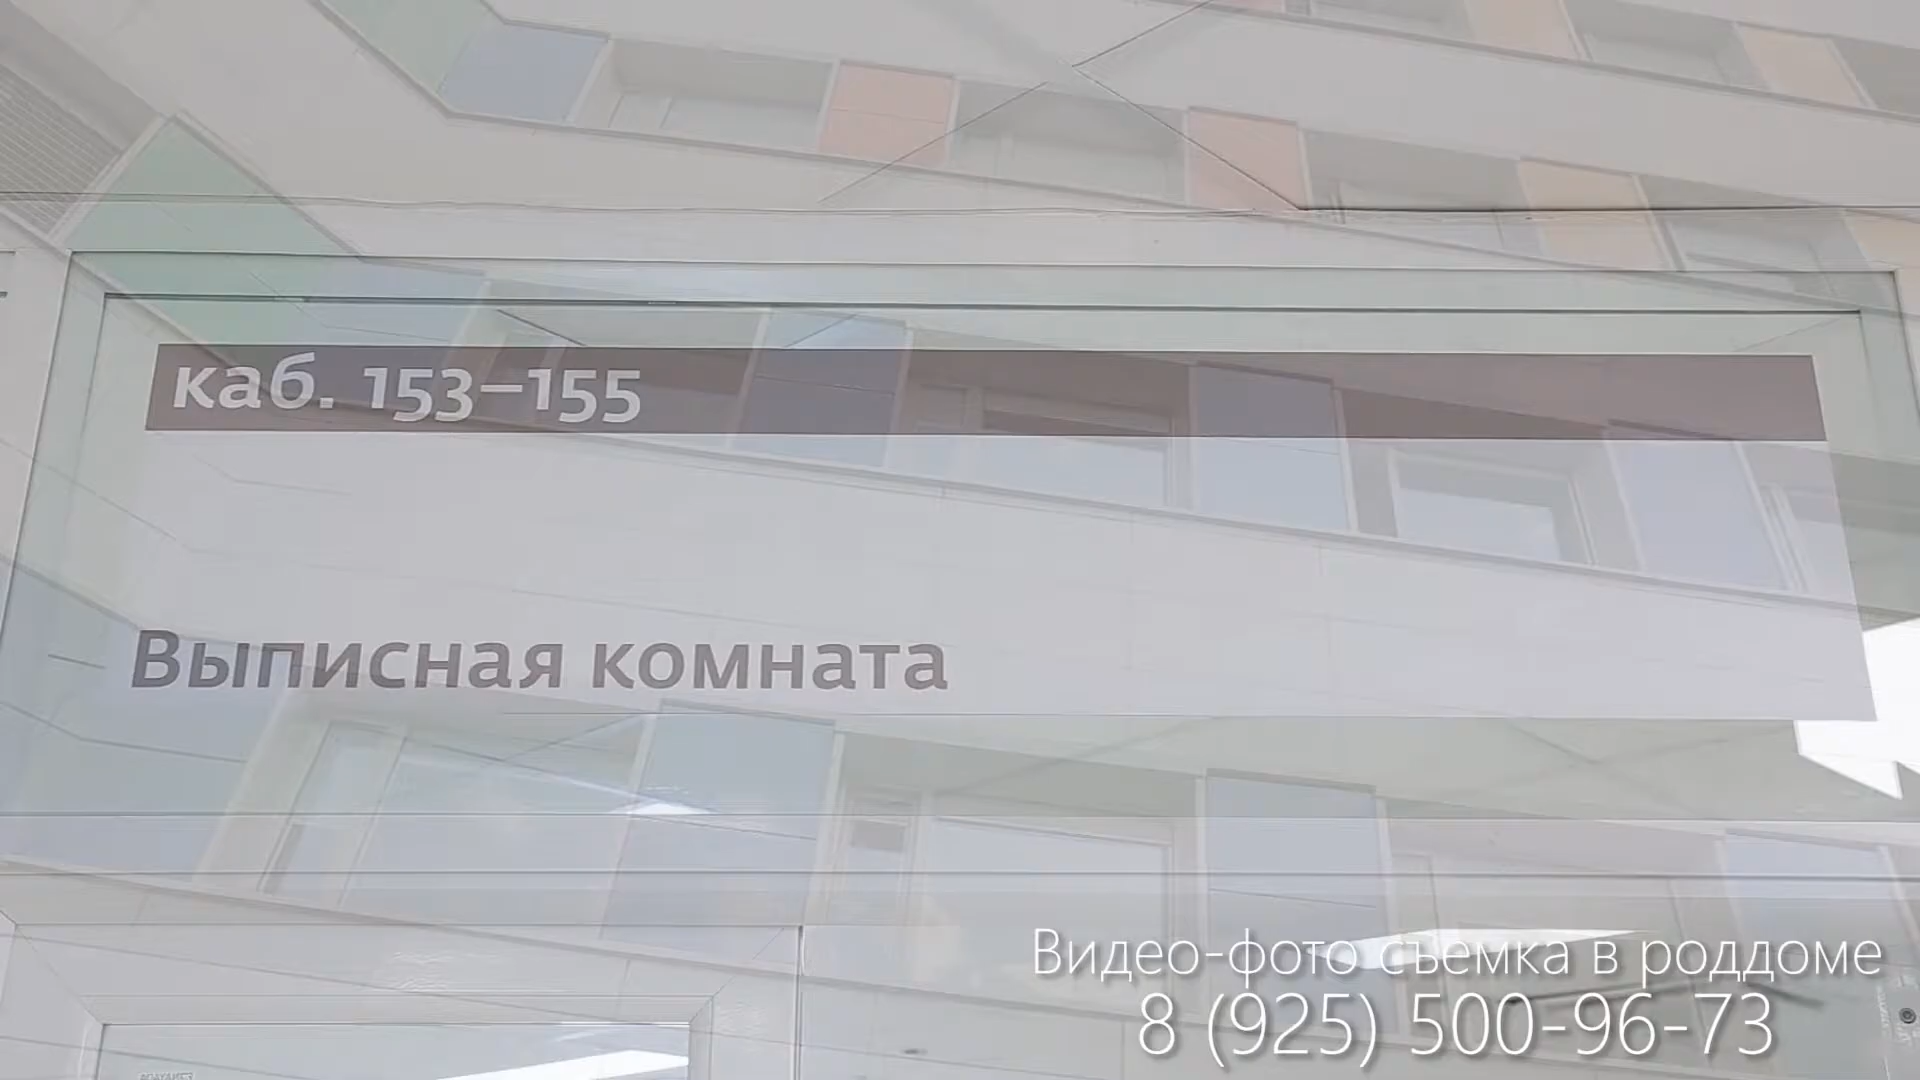 каб. 153–155
Выписная комната
Видео-фото съемка в роддоме
8 (925) 500-96-73